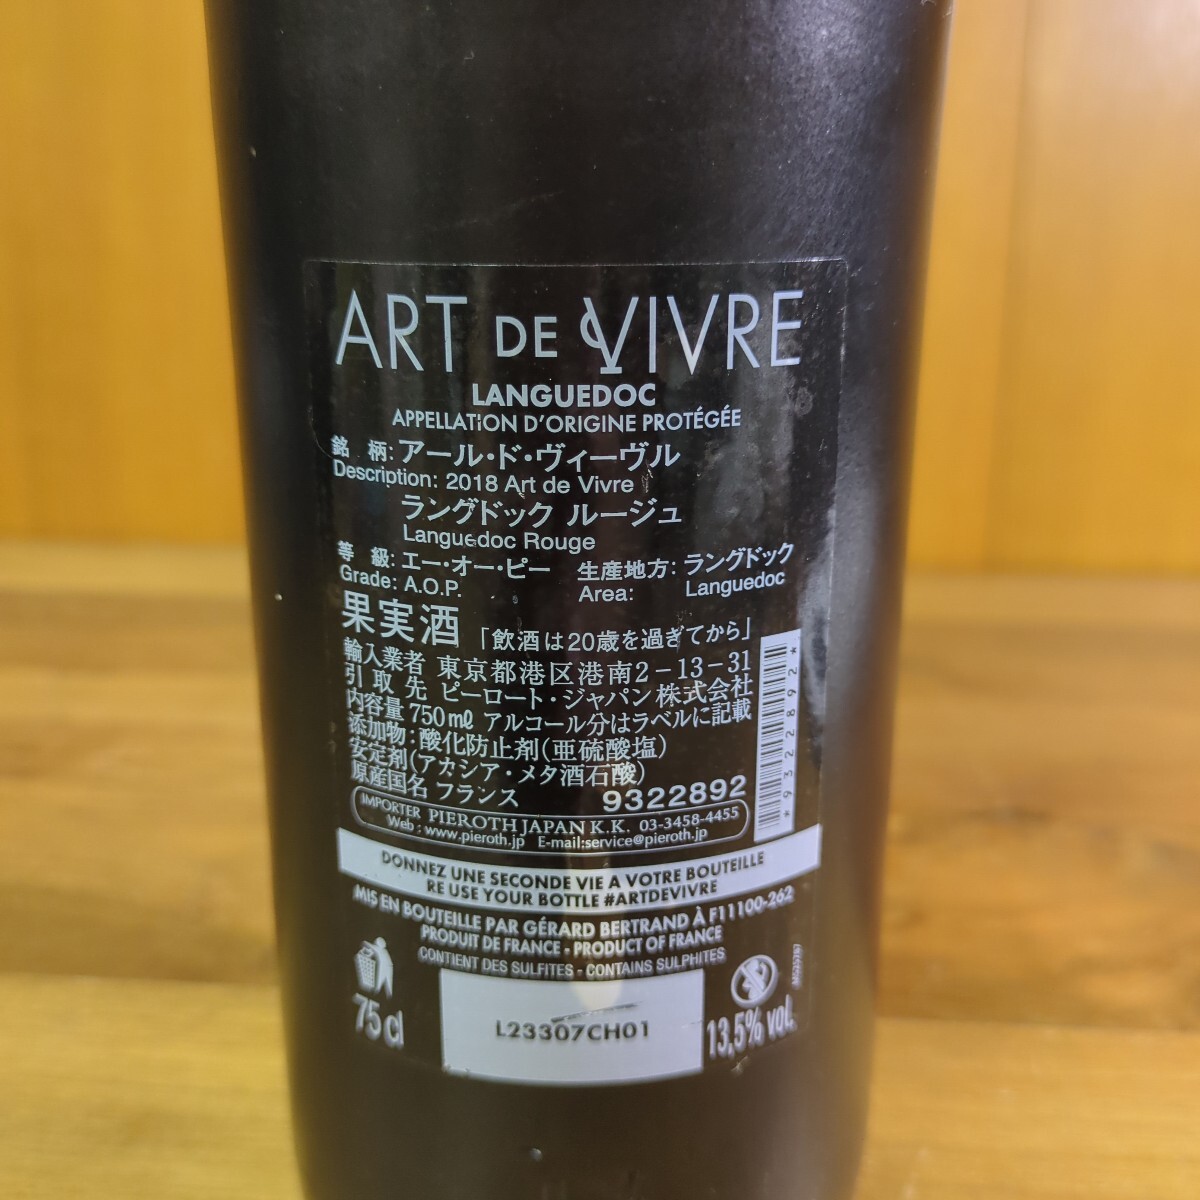 ART DE VIVRE
LANGUEDOC
APPELLATION D'ORIGINE PROTÉGÉE
銘 柄: アール・ド・ヴィーヴル
Description: 2018 Art de Vivre
ラングドック ルージュ
Languedoc Rouge
等 級: エー・オー・ピー 生産地方: ラングドック
Grade: A.O.P. Area: Languedoc
果実酒 「飲酒は20歳を過ぎてから」
輸入業者 東京都港区港南2-13-31
引 取 先 ピーロート・ジャパン株式会社
内容量 750㎖ アルコール分はラベルに記載
添加物: 酸化防止剤(亜硫酸塩)
安定剤(アカシア・メタ酒石酸)
原産国名 フランス 9322892
*9322892*
IMPORTER PIEROTH JAPAN K.K. 03-3458-4455
Web : www.pieroth.jp E-mail:service@pieroth.jp
DONNEZ UNE SECONDE VIE A VOTRE BOUTEILLE
RE USE YOUR BOTTLE #ARTDEVIVRE
MIS EN BOUTEILLE PAR GÉRARD BERTRAND À F11100-262
PRODUIT DE FRANCE - PRODUCT OF FRANCE
CONTIENT DES SULFITES - CONTAINS SULPHITES
75 cl
L23307CH01
13,5% vol.